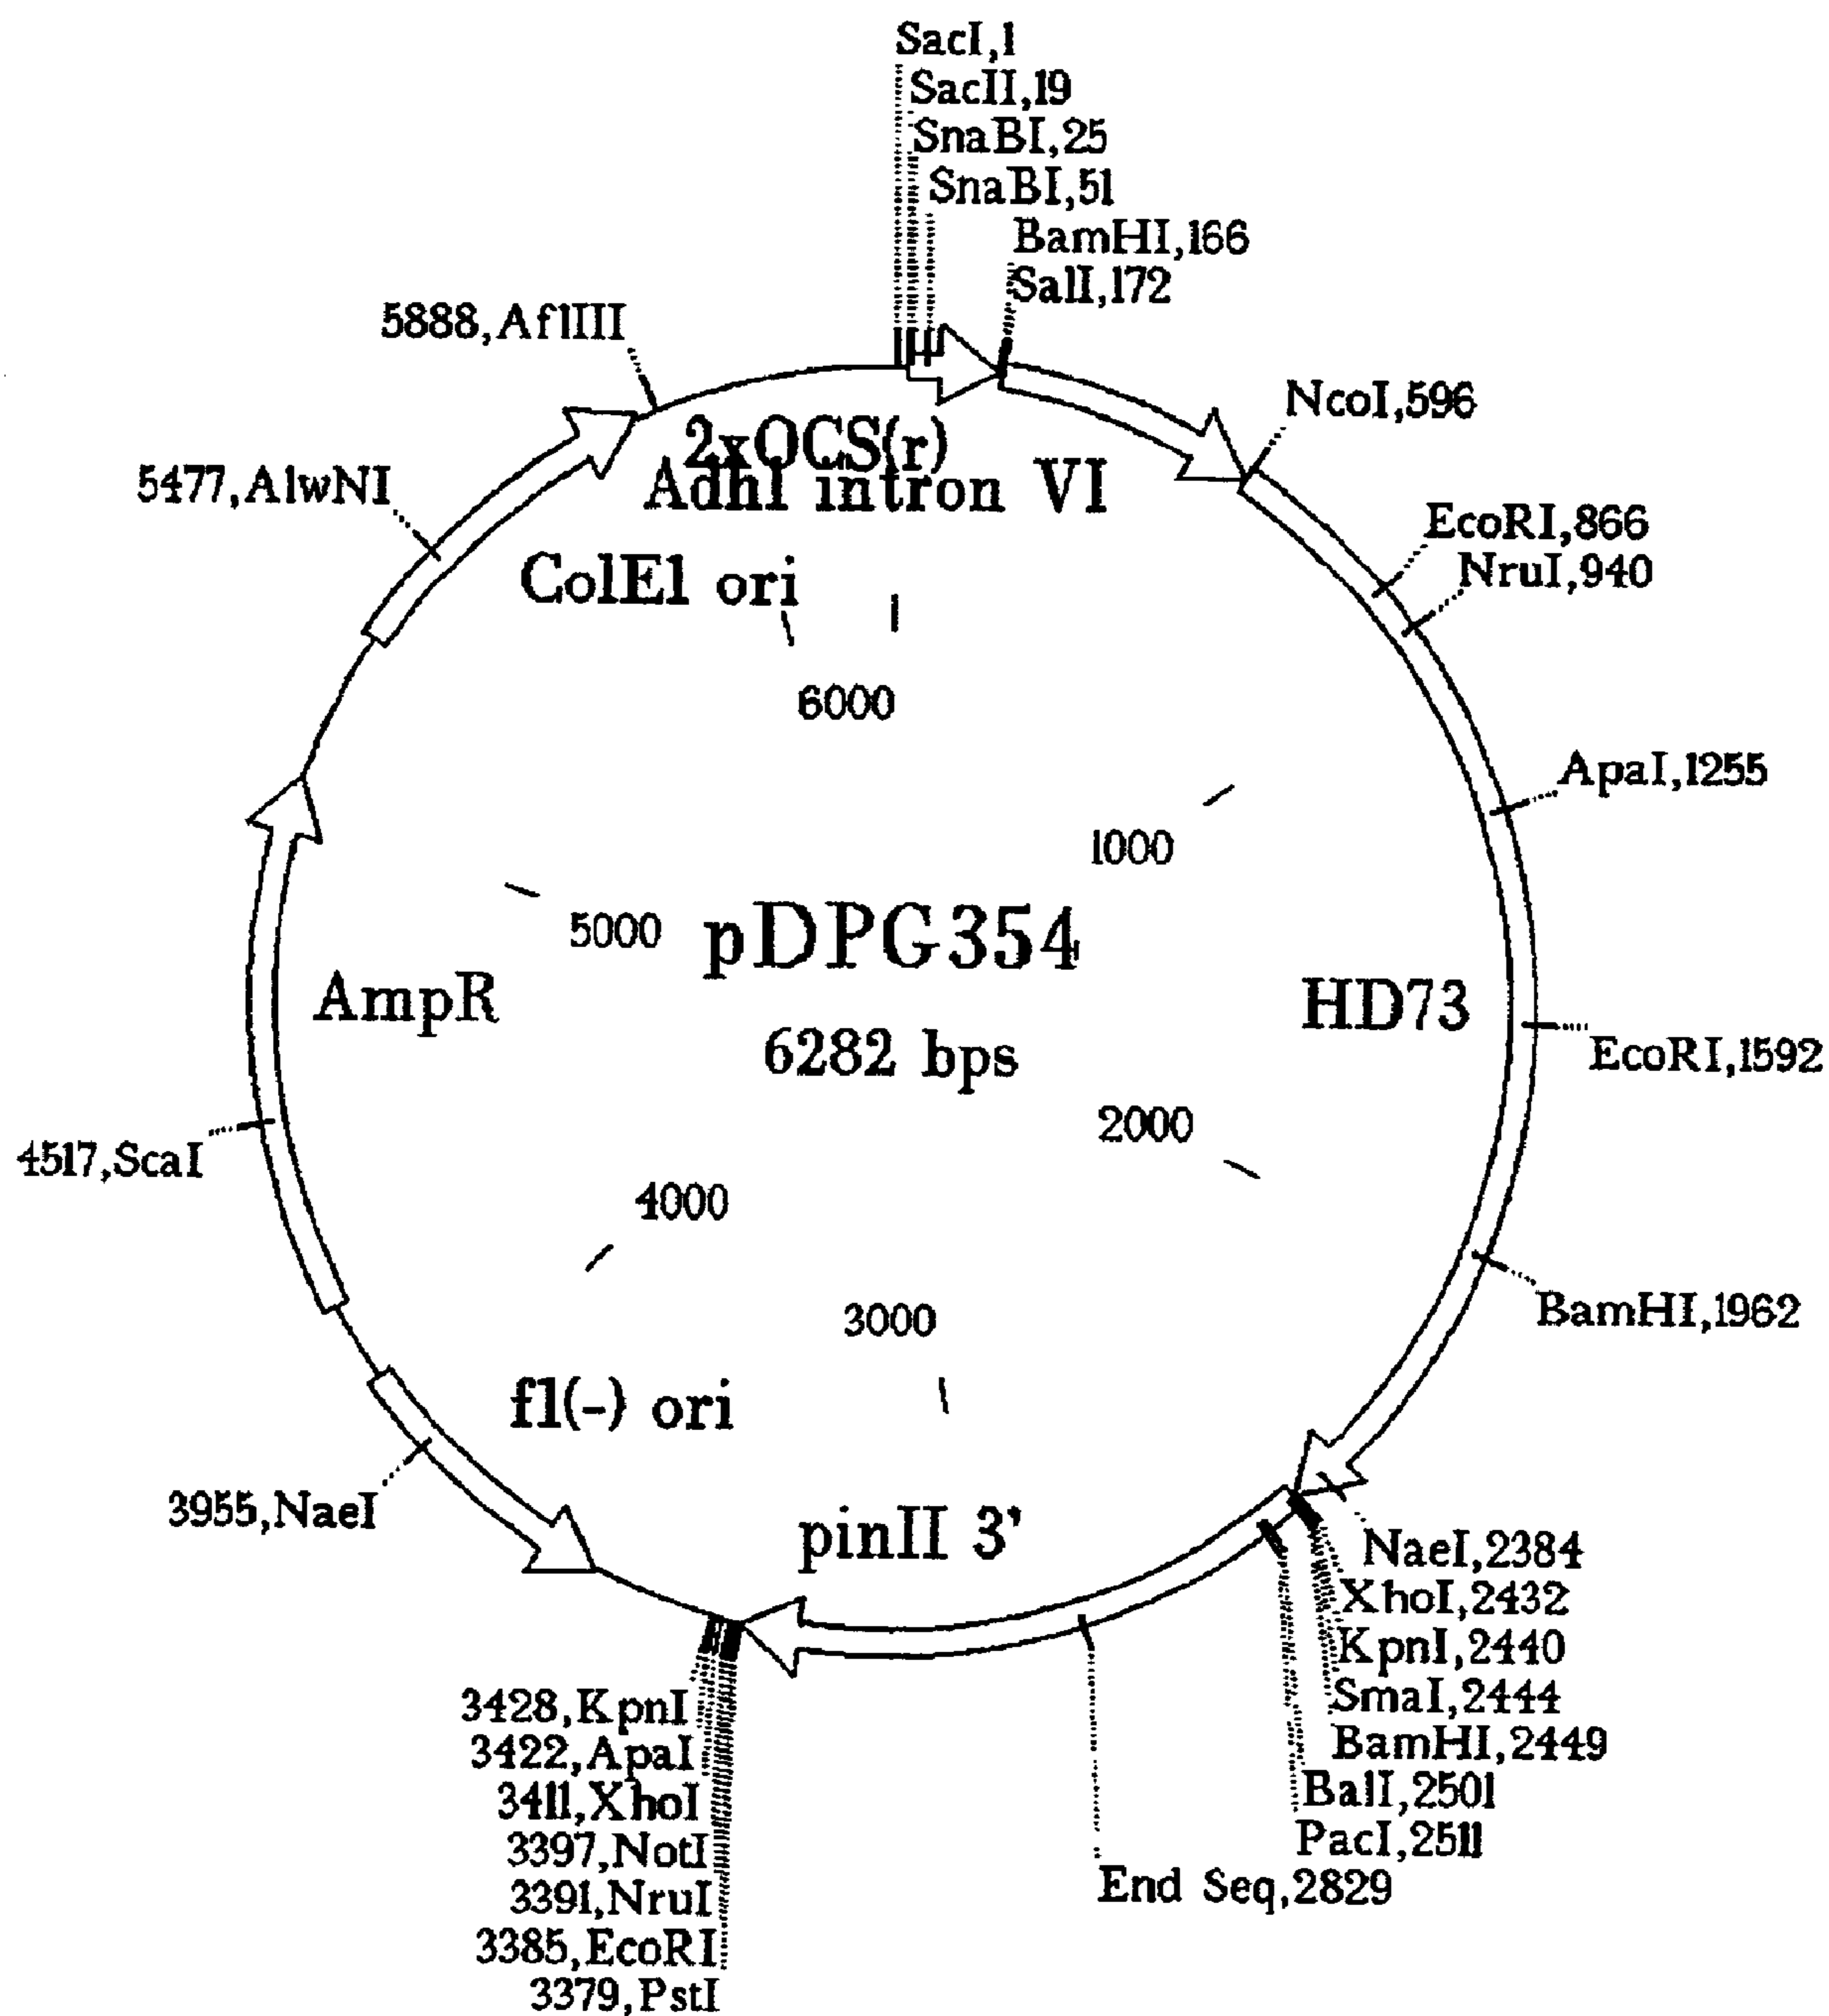 SacI,1
SacII,19
SnaBI,25
SnaBI,51
BamHI,166
SalI,172
5888,AflIII
NcoI,596
2xOCS(r)
AdhI intron VI
5477,AlwNI
EcoRI,866
NruI,940
ColE1 ori
6000
ApaI,1255
1000
5000
pDPG354
AmpR
HD73
6282 bps
EcoRI,1592
2000
4517,ScaI
4000
BamHI,1962
3000
f1(-) ori
3955,NaeI
pinII 3'
NaeI,2384
XhoI,2432
KpnI,2440
SmaI,2444
BamHI,2449
BalI,2501
PacI,2511
End Seq,2829
3428,KpnI
3422,ApaI
3411,XhoI
3397,NotI
3391,NruI
3385,EcoRI
3379,PstI